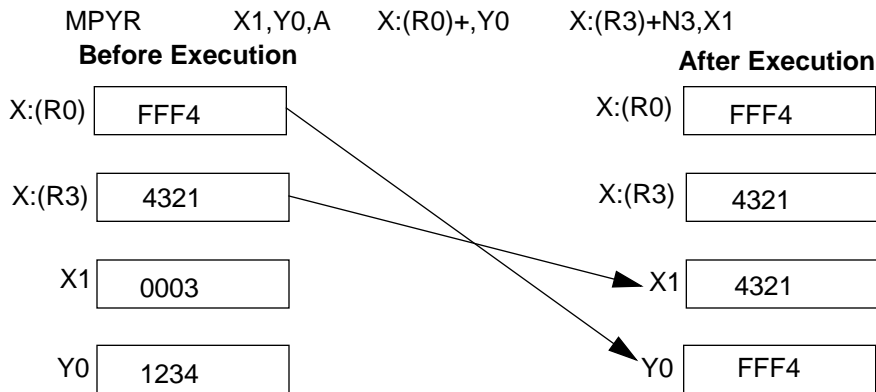 MPYR X1,Y0,A X:(R0)+,Y0 X:(R3)+N3,X1
Before Execution After Execution
X:(R0) FFF4 X:(R0) FFF4
X:(R3) 4321 X:(R3) 4321
X1 0003 X1 4321
Y0 1234 Y0 FFF4